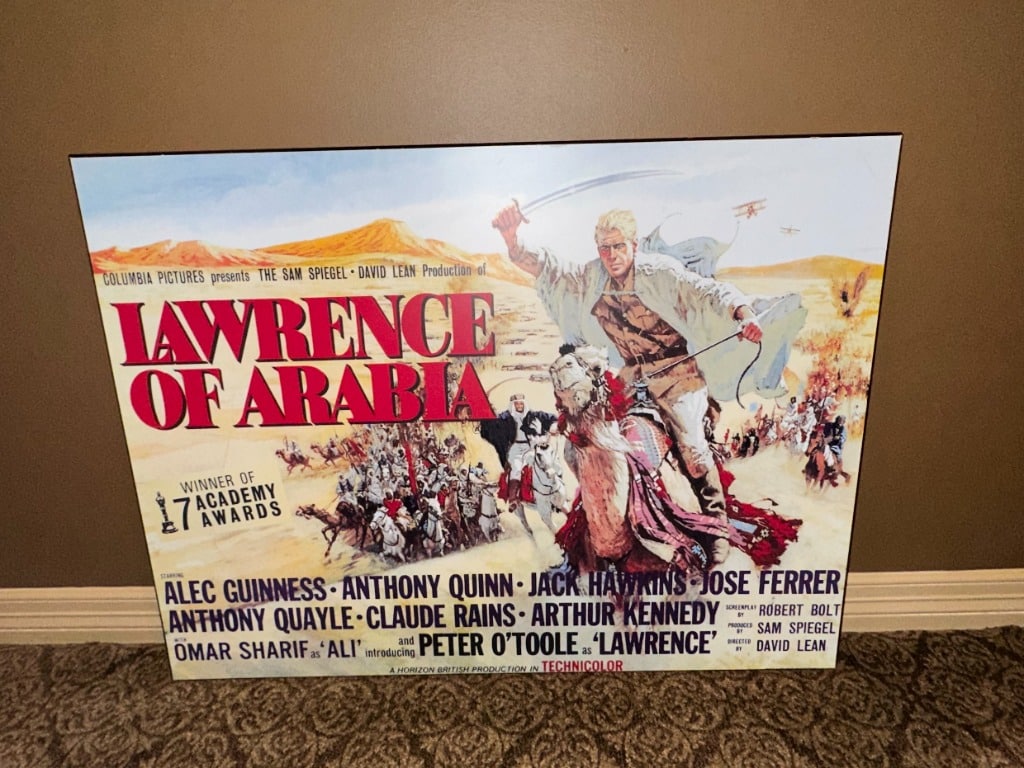 COLUMBIA PICTURES presents THE SAM SPIEGEL • DAVID LEAN Production of
LAWRENCE
OF ARABIA
WINNER OF
7 ACADEMY
AWARDS
STARRING
ALEC GUINNESS • ANTHONY QUINN • JACK HAWKINS • JOSE FERRER
ANTHONY QUAYLE • CLAUDE RAINS • ARTHUR KENNEDY
WITH OMAR SHARIF as 'ALI' and introducing PETER O'TOOLE as 'LAWRENCE'
SCREENPLAY BY ROBERT BOLT
PRODUCED BY SAM SPIEGEL
DIRECTED BY DAVID LEAN
A HORIZON BRITISH PRODUCTION IN TECHNICOLOR